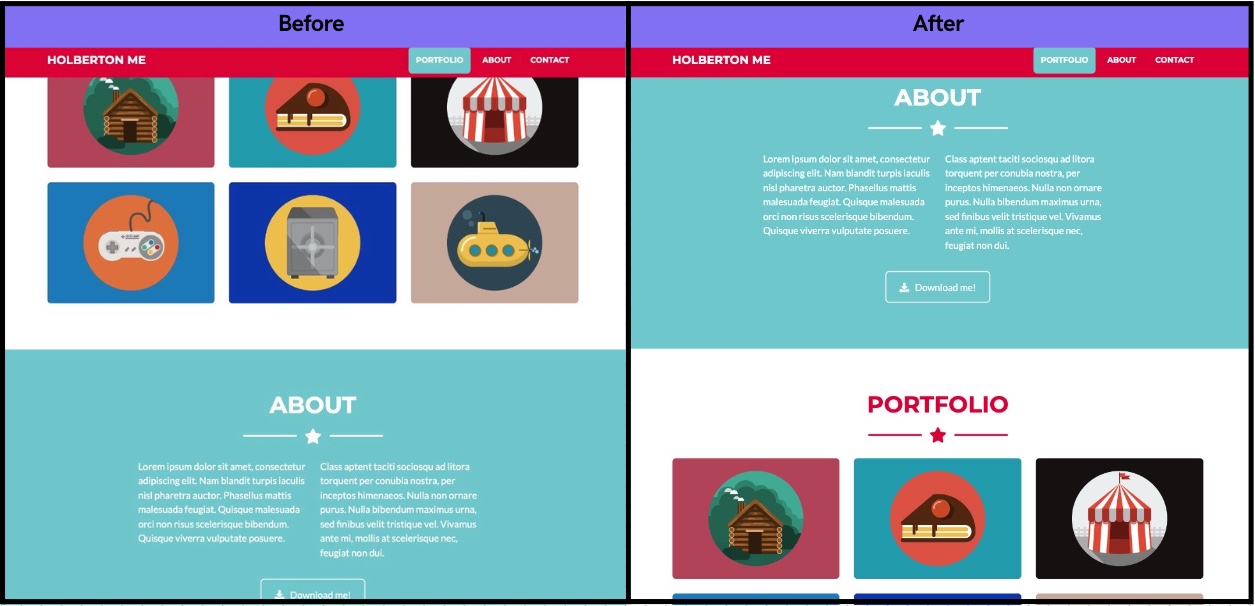 Before
HOLBERTON ME
PORTFOLIO
ABOUT
CONTACT
ABOUT
Lorem ipsum dolor sit amet, consectetur
adipiscing elit. Nam blandit turpis iaculis
nisl pharetra auctor. Phasellus mattis
malesuada feugiat. Quisque malesuada
orci non risus scelerisque bibendum.
Quisque viverra vulputate posuere.
Class aptent taciti sociosqu ad litora
torquent per conubia nostra, per
inceptos himenaeos. Nulla non ornare
purus. Nulla bibendum maximus urna,
sed finibus velit tristique vel. Vivamus
ante mi, mollis at scelerisque nec,
feugiat non dui.
Download me!
After
HOLBERTON ME
PORTFOLIO
ABOUT
CONTACT
ABOUT
Lorem ipsum dolor sit amet, consectetur
adipiscing elit. Nam blandit turpis iaculis
nisl pharetra auctor. Phasellus mattis
malesuada feugiat. Quisque malesuada
orci non risus scelerisque bibendum.
Quisque viverra vulputate posuere.
Class aptent taciti sociosqu ad litora
torquent per conubia nostra, per
inceptos himenaeos. Nulla non ornare
purus. Nulla bibendum maximus urna,
sed finibus velit tristique vel. Vivamus
ante mi, mollis at scelerisque nec,
feugiat non dui.
Download me!
PORTFOLIO